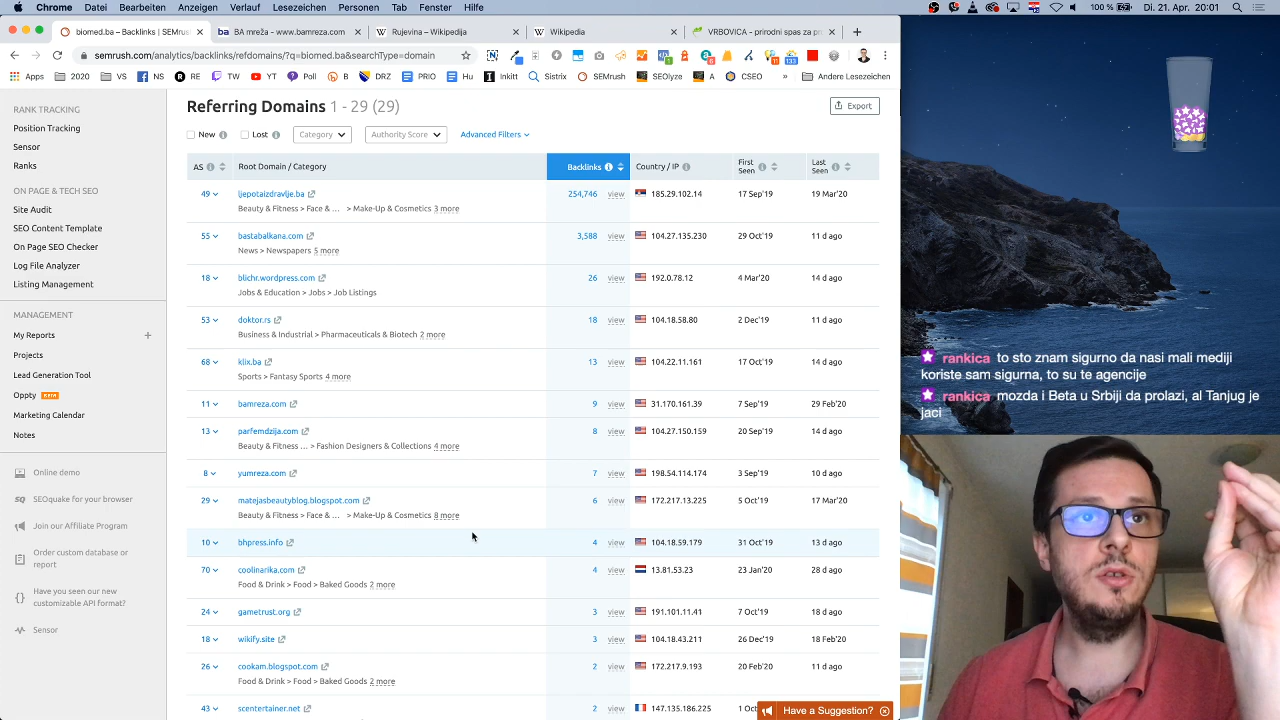 Chrome Datei Bearbeiten Anzeigen Verlauf Lesezeichen Personen Tab Fenster Hilfe 100 % Di. 21. Apr. 20:01
biomed.ba – Backlinks | SEMrus
BA mreža - www.bamreza.com
Rujevina – Wikipedija
Wikipedia
VRBOVICA - prirodni spas za pr
semrush.com/analytics/backlinks/refdomains/?q=biomed.ba&searchType=domain
Apps 2020 VS NS RE TW YT Poll B DRZ PRIO Hu Inkitt Sistrix SEMrush SEOlyze A CSEO » Andere Lesezeichen
RANK TRACKING
Position Tracking
Sensor
Ranks
ON PAGE & TECH SEO
Site Audit
SEO Content Template
On Page SEO Checker
Log File Analyzer
Listing Management
MANAGEMENT
My Reports +
Projects
Lead Generation Tool
Oppty BETA
Marketing Calendar
Notes
Online demo
SEOquake for your browser
Join our Affiliate Program
Order custom database or
report
Have you seen our new
customizable API format?
Sensor
Referring Domains 1 - 29 (29)
Export
New Lost Category Authority Score Advanced Filters
AS Root Domain / Category Backlinks Country / IP First Seen Last Seen
49 ljepotaizdravlje.ba 254,746 view 185.29.102.14 17 Sep'19 19 Mar'20
Beauty & Fitness > Face & ... > Make-Up & Cosmetics 3 more
55 bastabalkana.com 3,588 view 104.27.135.230 29 Oct'19 11 d ago
News > Newspapers 5 more
18 blichr.wordpress.com 26 view 192.0.78.12 4 Mar'20 14 d ago
Jobs & Education > Jobs > Job Listings
53 doktor.rs 18 view 104.18.58.80 2 Dec'19 11 d ago
Business & Industrial > Pharmaceuticals & Biotech 2 more
68 klix.ba 13 view 104.22.11.161 17 Oct'19 14 d ago
Sports > Fantasy Sports 4 more
11 bamreza.com 9 view 31.170.161.39 7 Sep'19 29 Feb'20
13 parfemdzija.com 8 view 104.27.150.159 20 Sep'19 14 d ago
Beauty & Fitness ... > Fashion Designers & Collections 4 more
8 yumreza.com 7 view 198.54.114.174 3 Sep'19 10 d ago
29 matejasbeautyblog.blogspot.com 6 view 172.217.13.225 5 Oct'19 17 Mar'20
Beauty & Fitness > Face & ... > Make-Up & Cosmetics 8 more
10 bhpress.info 4 view 104.18.59.179 31 Oct'19 13 d ago
70 coolinarika.com 4 view 13.81.53.23 23 Jan'20 28 d ago
Food & Drink > Food > Baked Goods 2 more
24 gametrust.org 3 view 191.101.11.41 7 Oct'19 18 d ago
18 wikify.site 3 view 104.18.43.211 26 Dec'19 18 Feb'20
26 cookam.blogspot.com 2 view 172.217.9.193 20 Feb'20 11 d ago
Food & Drink > Food > Baked Goods 2 more
43 scentertainer.net 2 view 147.135.186.225 1 Oct
Have a Suggestion?
rankica to sto znam sigurno da nasi mali mediji
koriste sam sigurna, to su te agencije
rankica mozda i Beta u Srbiji da prolazi, al Tanjug je
jaci